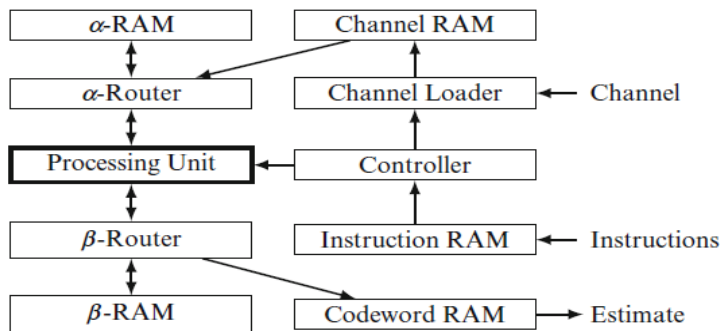 α-RAM
Channel RAM
α-Router
Channel Loader
Channel
Processing Unit
Controller
β-Router
Instruction RAM
Instructions
β-RAM
Codeword RAM
Estimate